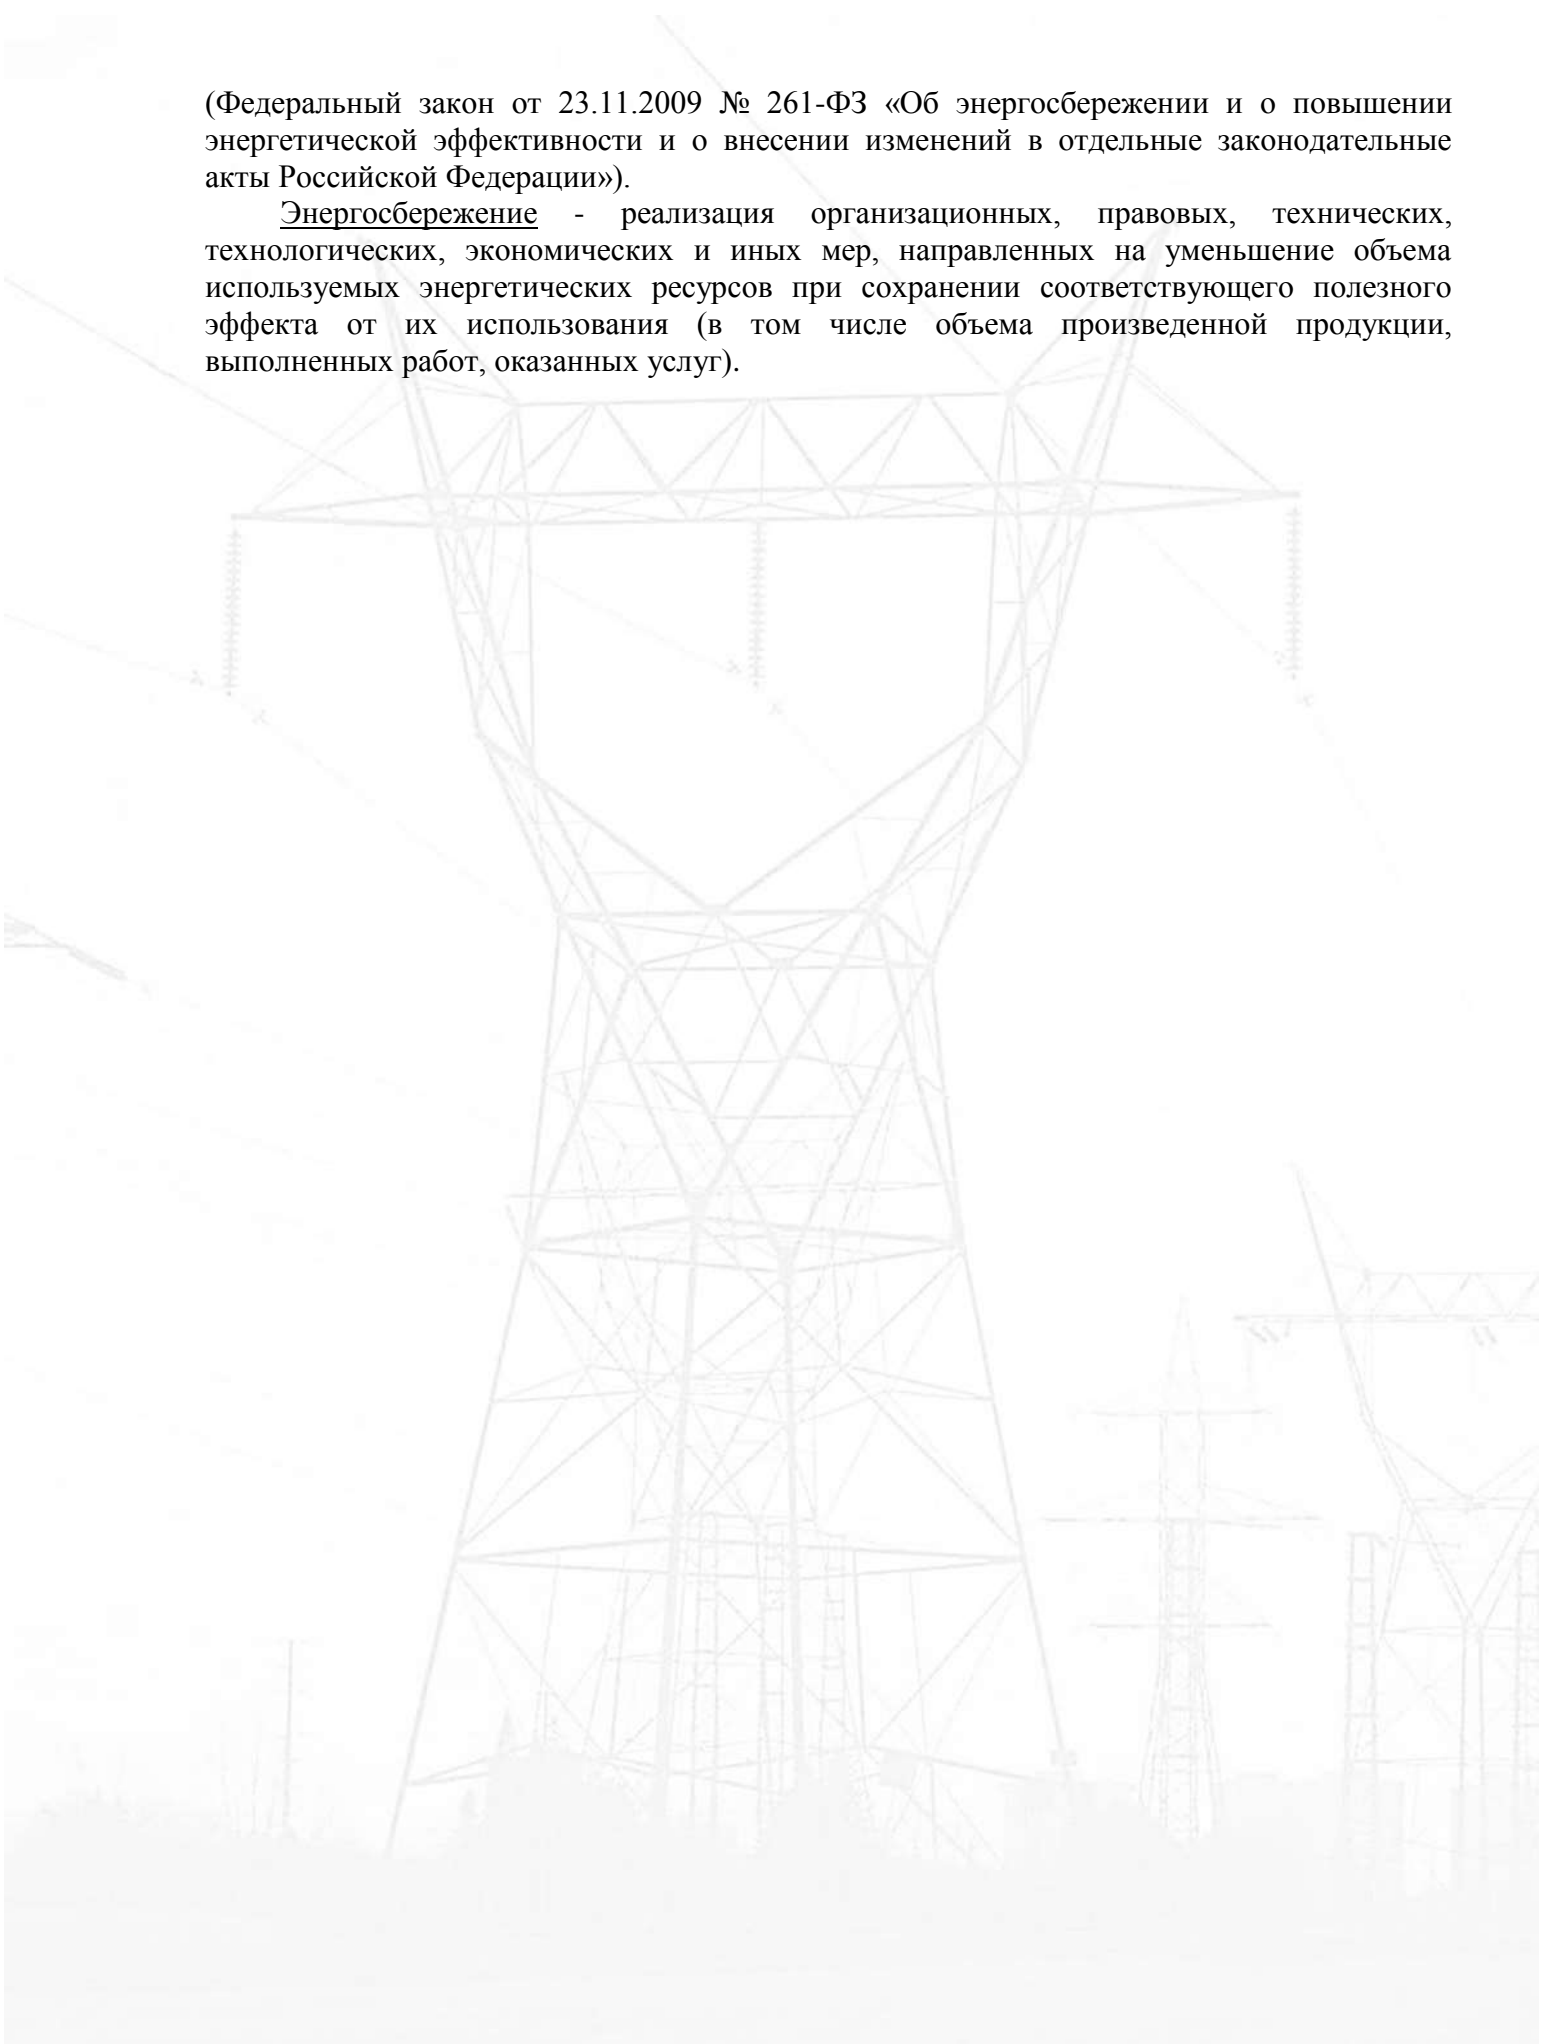 (Федеральный закон от 23.11.2009 № 261-ФЗ «Об энергосбережении и о повышении
энергетической эффективности и о внесении изменений в отдельные законодательные
акты Российской Федерации»).
Энергосбережение - реализация организационных, правовых, технических,
технологических, экономических и иных мер, направленных на уменьшение объема
используемых энергетических ресурсов при сохранении соответствующего полезного
эффекта от их использования (в том числе объема произведенной продукции,
выполненных работ, оказанных услуг).